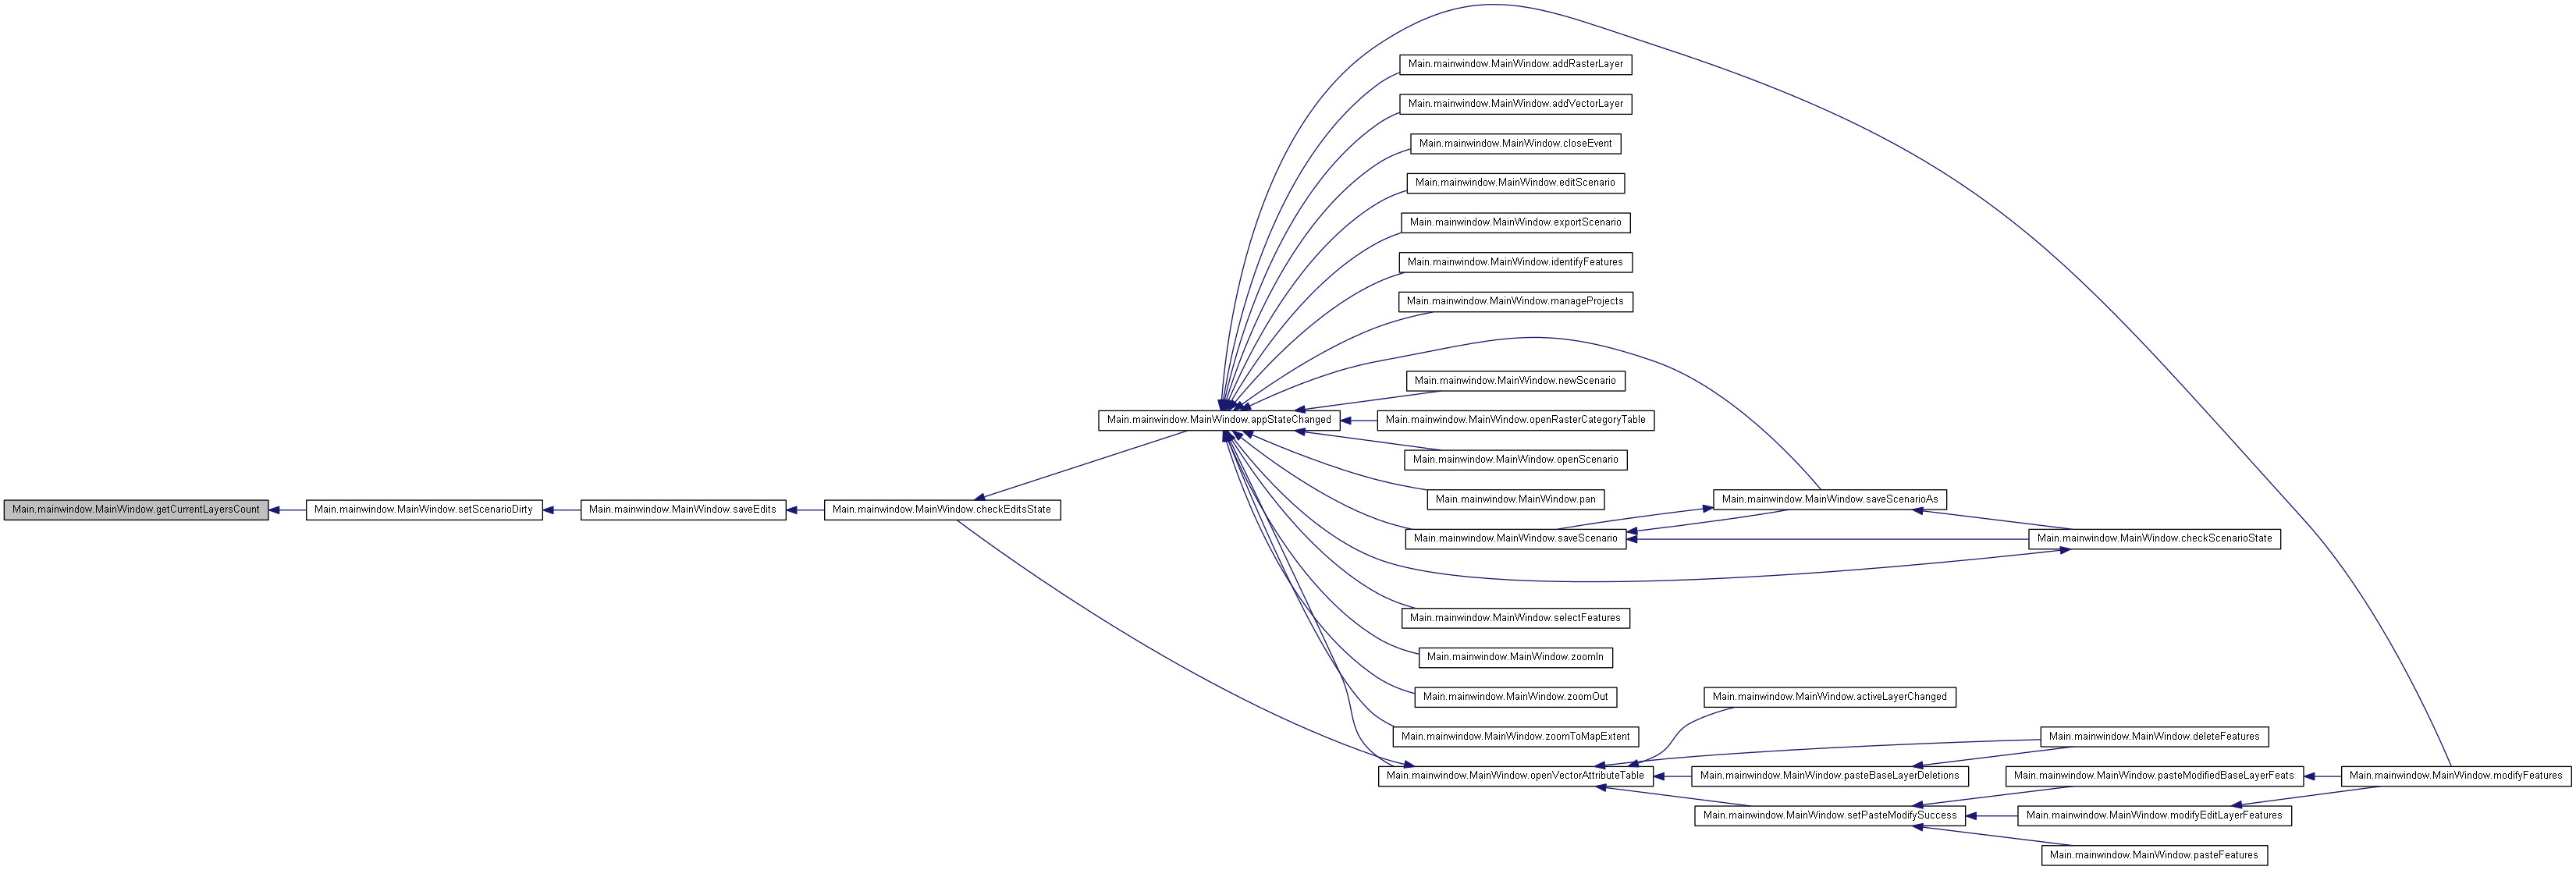 Main.mainwindow.MainWindow.addRasterLayer
Main.mainwindow.MainWindow.addVectorLayer
Main.mainwindow.MainWindow.closeEvent
Main.mainwindow.MainWindow.editScenario
Main.mainwindow.MainWindow.exportScenario
Main.mainwindow.MainWindow.identifyFeatures
Main.mainwindow.MainWindow.manageProjects
Main.mainwindow.MainWindow.newScenario
Main.mainwindow.MainWindow.appStateChanged
Main.mainwindow.MainWindow.openRasterCategoryTable
Main.mainwindow.MainWindow.openScenario
Main.mainwindow.MainWindow.pan
Main.mainwindow.MainWindow.saveScenarioAs
Main.mainwindow.MainWindow.getCurrentLayersCount
Main.mainwindow.MainWindow.setScenarioDirty
Main.mainwindow.MainWindow.saveEdits
Main.mainwindow.MainWindow.checkEditsState
Main.mainwindow.MainWindow.saveScenario
Main.mainwindow.MainWindow.checkScenarioState
Main.mainwindow.MainWindow.selectFeatures
Main.mainwindow.MainWindow.zoomIn
Main.mainwindow.MainWindow.zoomOut
Main.mainwindow.MainWindow.activeLayerChanged
Main.mainwindow.MainWindow.zoomToMapExtent
Main.mainwindow.MainWindow.deleteFeatures
Main.mainwindow.MainWindow.openVectorAttributeTable
Main.mainwindow.MainWindow.pasteBaseLayerDeletions
Main.mainwindow.MainWindow.pasteModifiedBaseLayerFeats
Main.mainwindow.MainWindow.modifyFeatures
Main.mainwindow.MainWindow.setPasteModifySuccess
Main.mainwindow.MainWindow.modifyEditLayerFeatures
Main.mainwindow.MainWindow.pasteFeatures